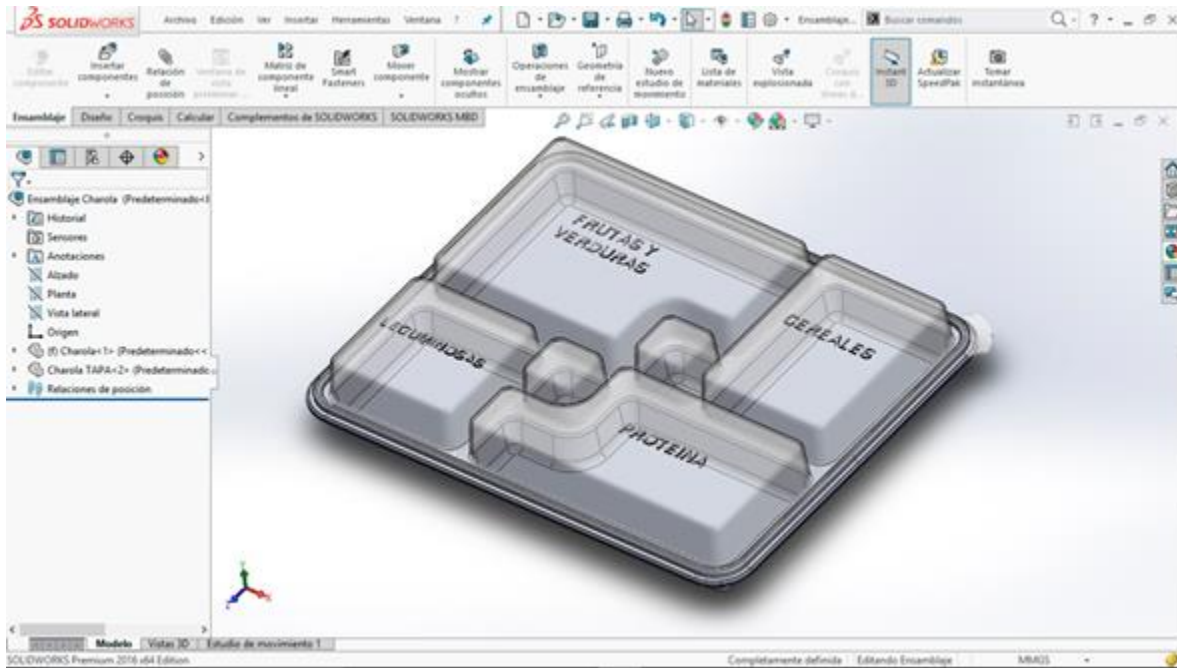 SOLIDWORKS
Archivo Edición Ver Insertar Herramientas Ventana ?
Ensamblaje...
Buscar comandos
Insertar componentes
Relación de posición
Matriz de componente lineal
Smart Fasteners
Mover componente
Mostrar componentes ocultos
Operaciones de ensamblaje
Geometría de referencia
Nuevo estudio de movimiento
Lista de materiales
Vista explosionada
Instant 3D
Actualizar SpeedPak
Tomar instantánea
Ensamblaje Diseño Croquis Calcular Complementos de SOLIDWORKS SOLIDWORKS MBD
Ensamblaje Charola (Predeterminado<
Historial
Sensores
Anotaciones
Alzado
Planta
Vista lateral
Origen
(f) Charola<1> (Predeterminado<<
Charola TAPA<2> (Predeterminado
Relaciones de posición
FRUTAS Y
VERDURAS
LEGUMINOSAS
CEREALES
PROTEINA
Modelo Vistas 3D Estudio de movimiento 1
SOLIDWORKS Premium 2016 x64 Edition
Completamente definida Editando Ensamblaje MMGS